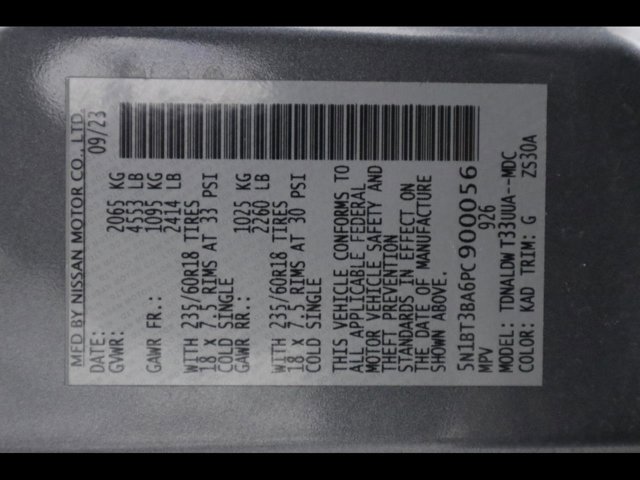 MFD BY NISSAN MOTOR CO., LTD.
DATE: 09/23
GVWR: 2065 KG
4553 LB
GAWR FR.: 1095 KG
2414 LB
WITH 235/60R18 TIRES
18 X 7.5 RIMS AT 33 PSI
COLD SINGLE
GAWR RR.: 1025 KG
2260 LB
WITH 235/60R18 TIRES
18 X 7.5 RIMS AT 30 PSI
COLD SINGLE
THIS VEHICLE CONFORMS TO
ALL APPLICABLE FEDERAL
MOTOR VEHICLE SAFETY AND
THEFT PREVENTION
STANDARDS IN EFFECT ON
THE DATE OF MANUFACTURE
SHOWN ABOVE.
5N1BT3BA6PC900056
MPV 926
MODEL: TDNALDW T33UUA--MDC
COLOR: KAD TRIM: G ZS30A